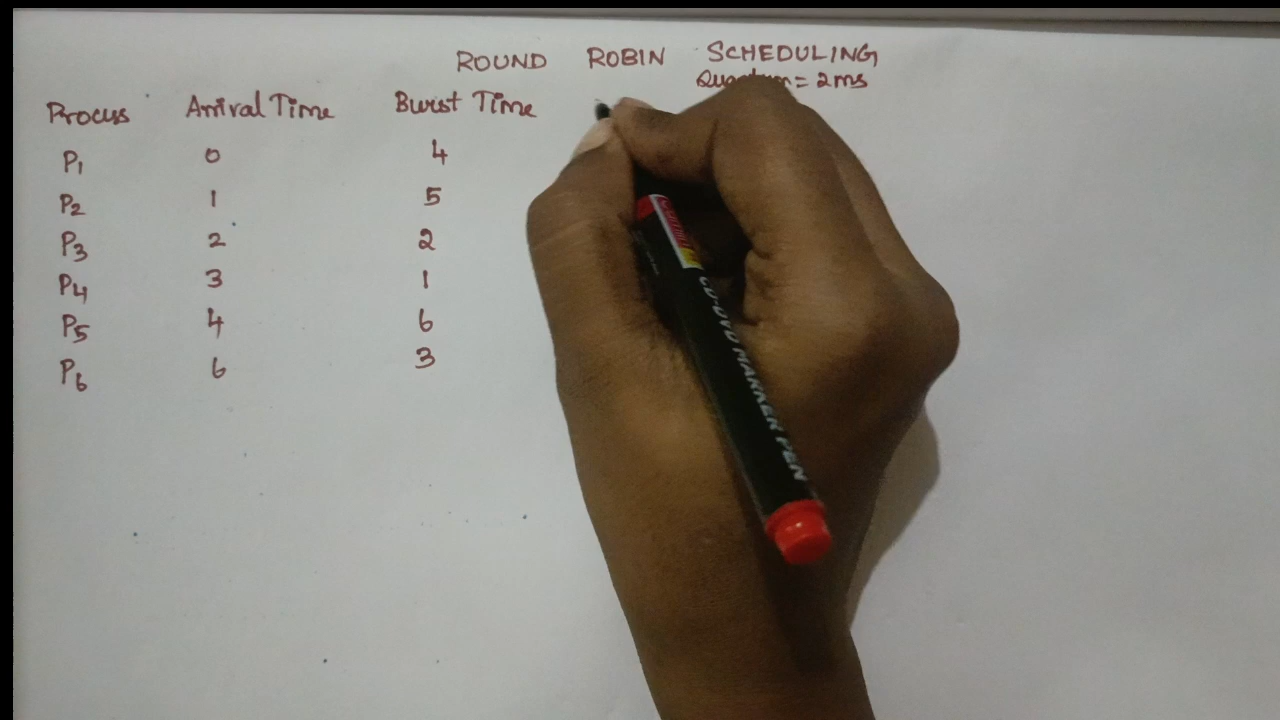 ROUND ROBIN SCHEDULING
= 2ms
Process Arrival Time Burst Time
P1 0 4
P2 1 5
P3 2 2
P4 3 1
P5 4 6
P6 6 3
CD-DVD MARKER PEN